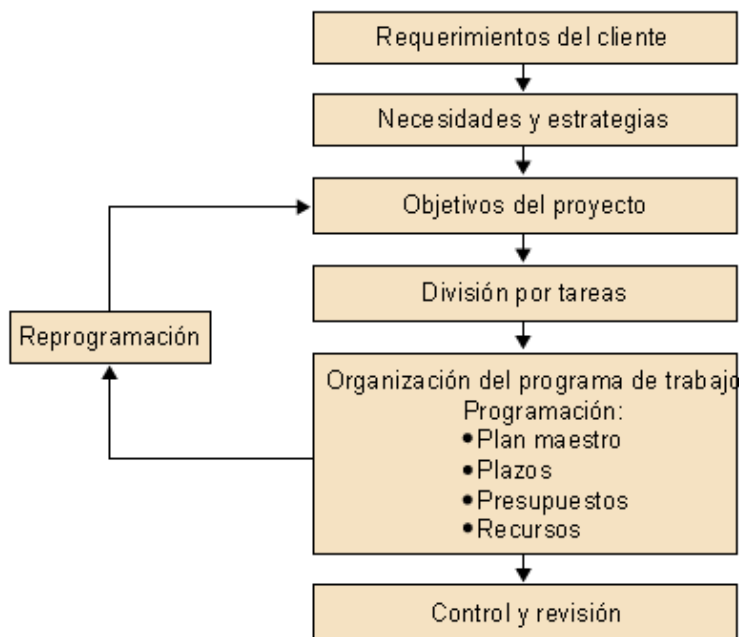 Requerimientos del cliente
Necesidades y estrategias
Objetivos del proyecto
División por tareas
Reprogramación
Organización del programa de trabajo
Programación:
• Plan maestro
• Plazos
• Presupuestos
• Recursos
Control y revisión